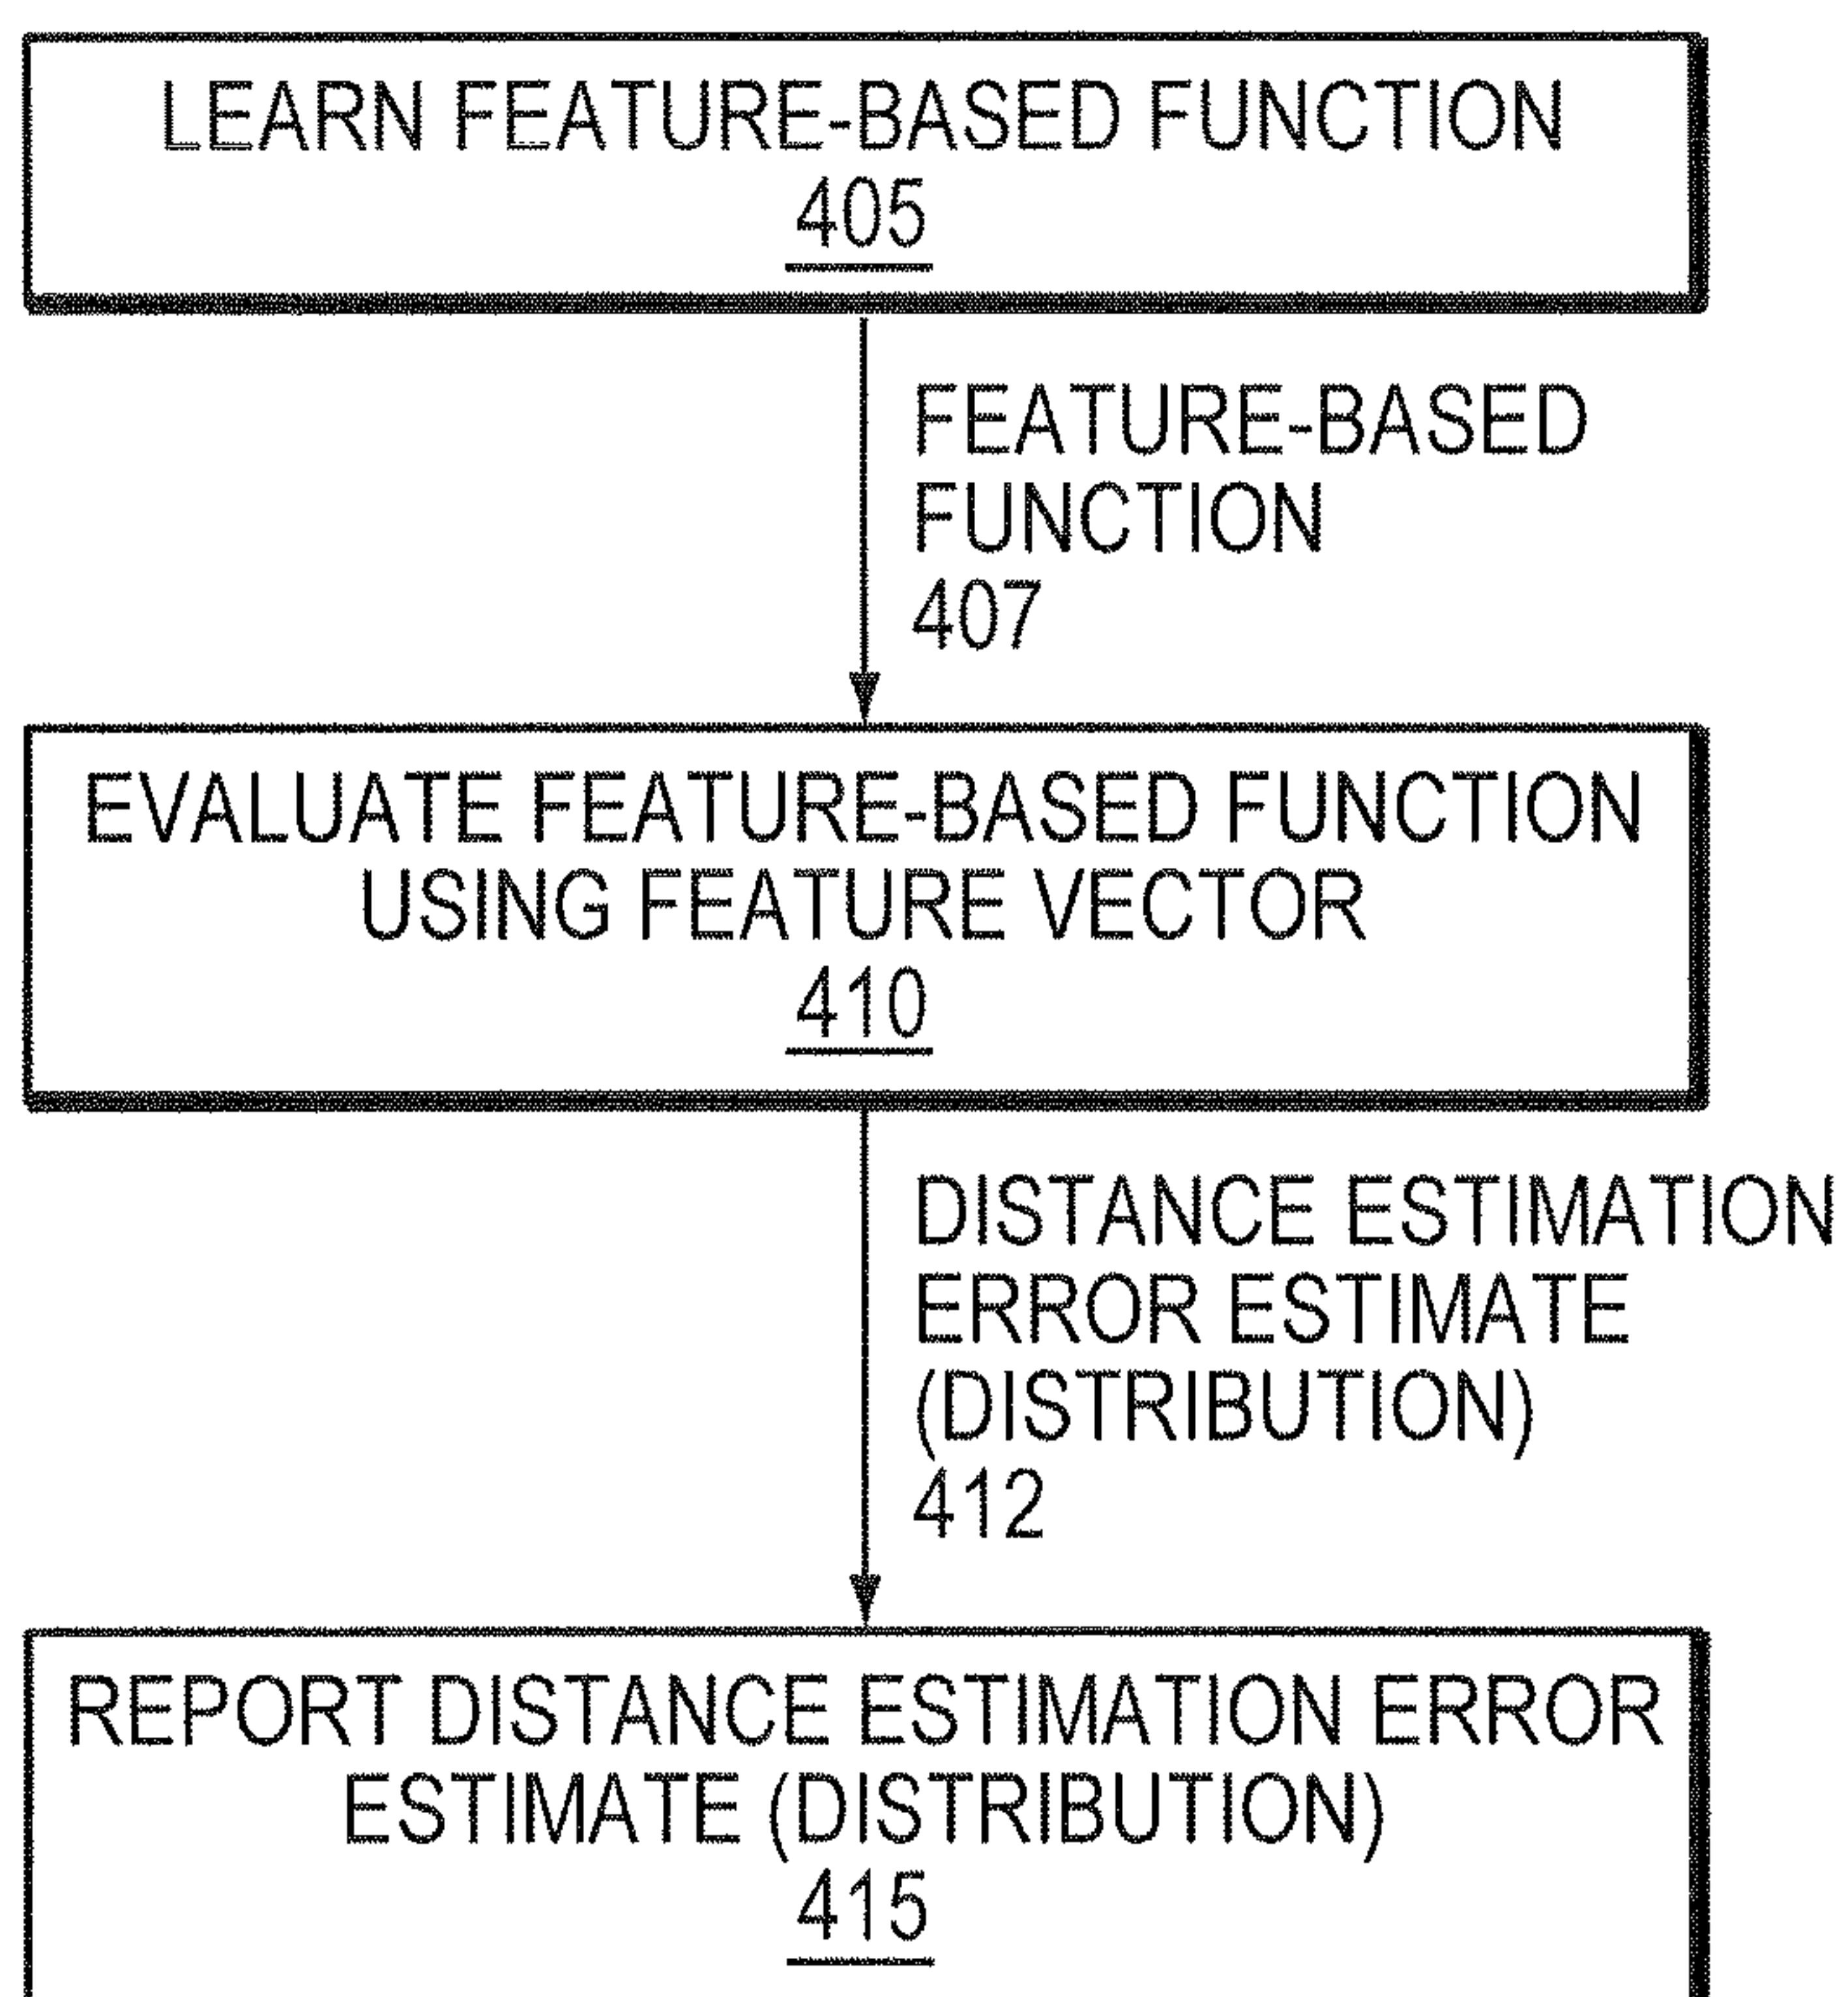 LEARN FEATURE-BASED FUNCTION
405
FEATURE-BASED
FUNCTION
407
EVALUATE FEATURE-BASED FUNCTION
USING FEATURE VECTOR
410
DISTANCE ESTIMATION
ERROR ESTIMATE
(DISTRIBUTION)
412
REPORT DISTANCE ESTIMATION ERROR
ESTIMATE (DISTRIBUTION)
415